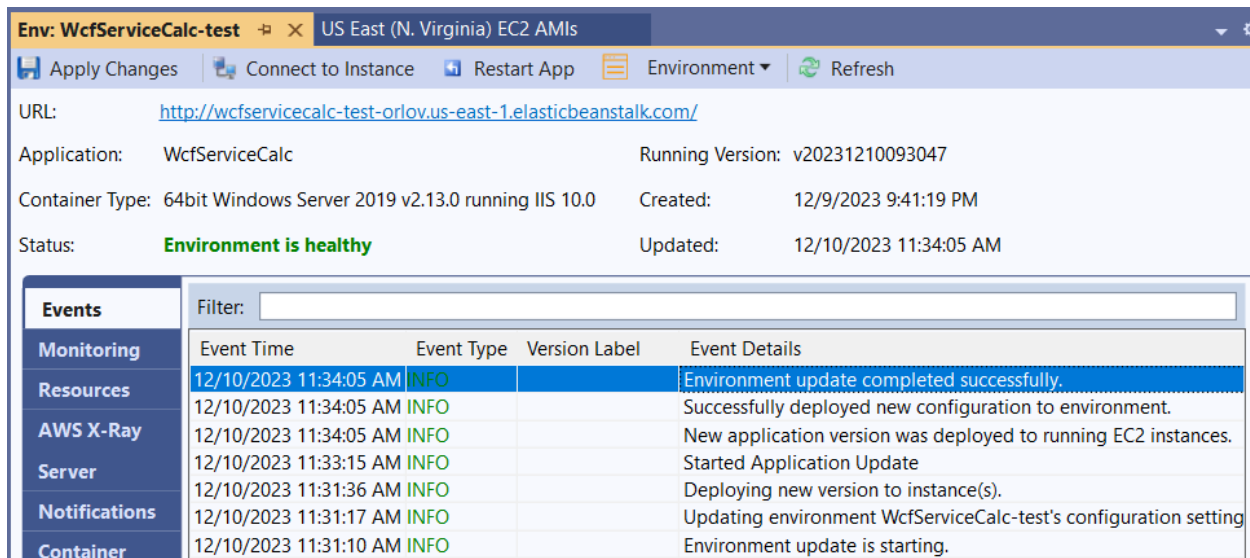 Env: WcfServiceCalc-test US East (N. Virginia) EC2 AMIs
Apply Changes Connect to Instance Restart App Environment Refresh
URL: http://wcfservicecalc-test-orlov.us-east-1.elasticbeanstalk.com/
Application: WcfServiceCalc Running Version: v20231210093047
Container Type: 64bit Windows Server 2019 v2.13.0 running IIS 10.0 Created: 12/9/2023 9:41:19 PM
Status: Environment is healthy Updated: 12/10/2023 11:34:05 AM
Events Filter:
Monitoring Event Time Event Type Version Label Event Details
12/10/2023 11:34:05 AM INFO Environment update completed successfully.
Resources
12/10/2023 11:34:05 AM INFO Successfully deployed new configuration to environment.
AWS X-Ray 12/10/2023 11:34:05 AM INFO New application version was deployed to running EC2 instances.
Server 12/10/2023 11:33:15 AM INFO Started Application Update
12/10/2023 11:31:36 AM INFO Deploying new version to instance(s).
Notifications 12/10/2023 11:31:17 AM INFO Updating environment WcfServiceCalc-test's configuration setting
Container 12/10/2023 11:31:10 AM INFO Environment update is starting.